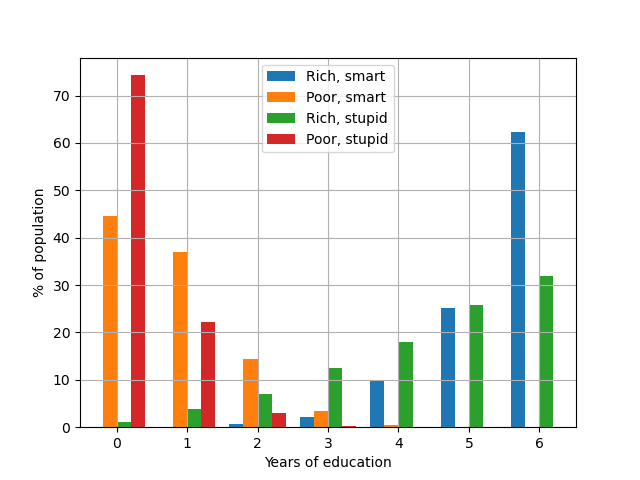 Rich, smart
Poor, smart
Rich, stupid
Poor, stupid
70
60
50
40
30
20
10
0
% of population
0 1 2 3 4 5 6
Years of education